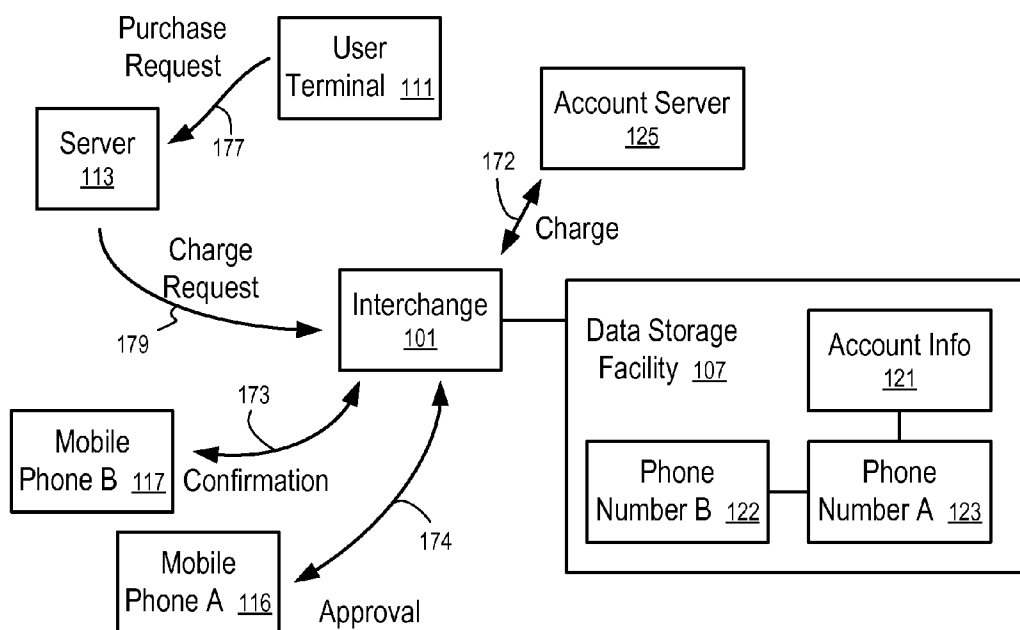 Purchase
Request
177
User
Terminal 111
Server
113
Account Server
125
172
Charge
Charge
Request
179
Interchange
101
Data Storage
Facility 107
Account Info
121
Phone
Number B 122
Phone
Number A 123
173
Mobile
Phone B 117
Confirmation
174
Mobile
Phone A 116
Approval